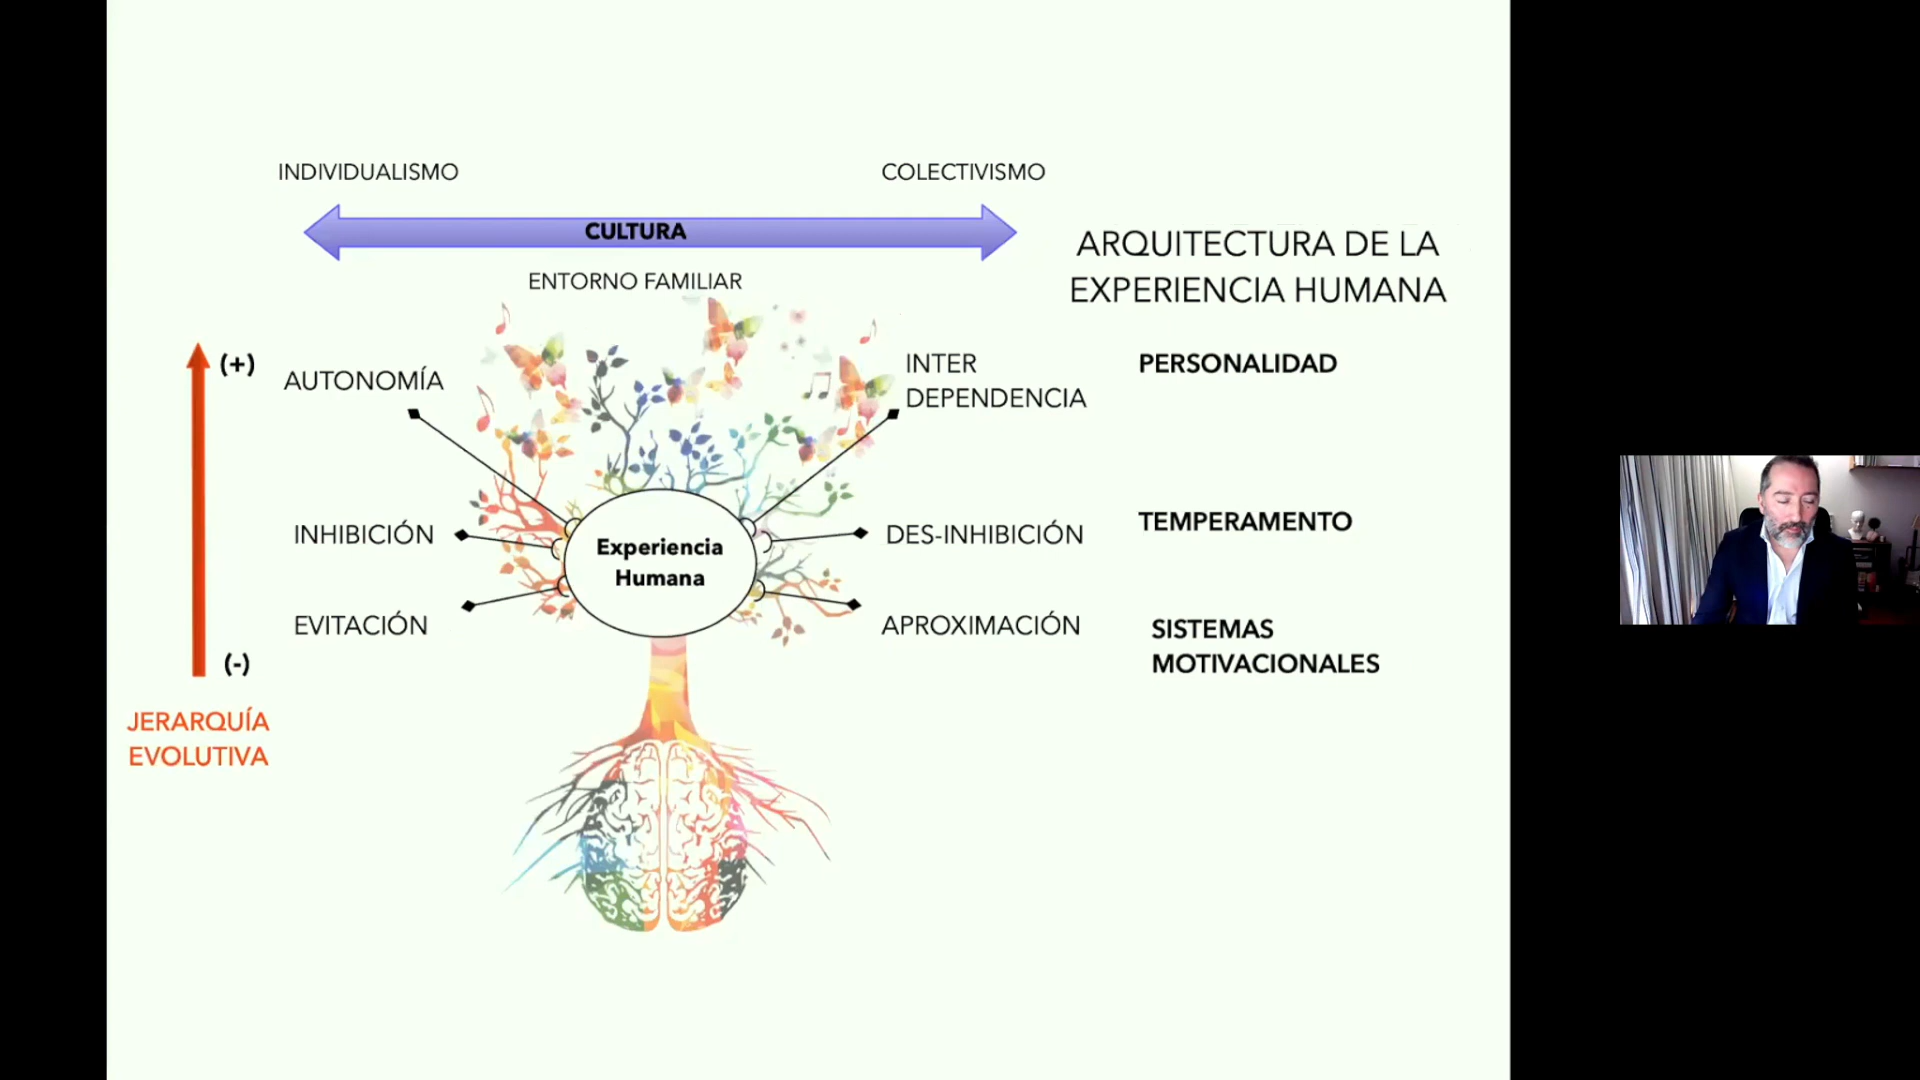 INDIVIDUALISMO
COLECTIVISMO
CULTURA
ENTORNO FAMILIAR
ARQUITECTURA DE LA
EXPERIENCIA HUMANA
(+)
AUTONOMÍA
INTER
DEPENDENCIA
PERSONALIDAD
INHIBICIÓN
Experiencia
Humana
DES-INHIBICIÓN
TEMPERAMENTO
EVITACIÓN
APROXIMACIÓN
SISTEMAS
MOTIVACIONALES
(-)
JERARQUÍA
EVOLUTIVA